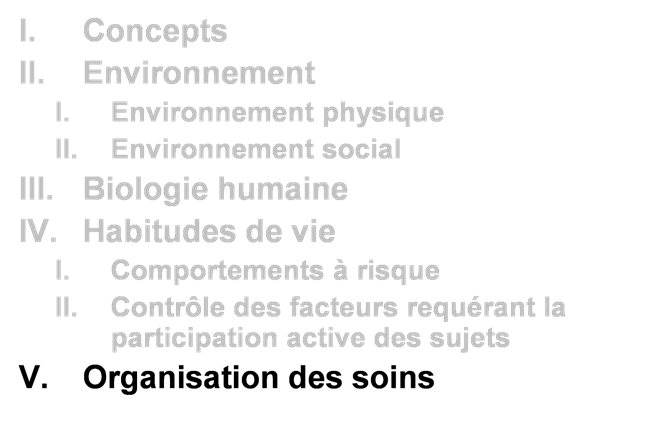 I. Concepts
II. Environnement
I. Environnement physique
II. Environnement social
III. Biologie humaine
IV. Habitudes de vie
I. Comportements à risque
II. Contrôle des facteurs requérant la
participation active des sujets
V. Organisation des soins